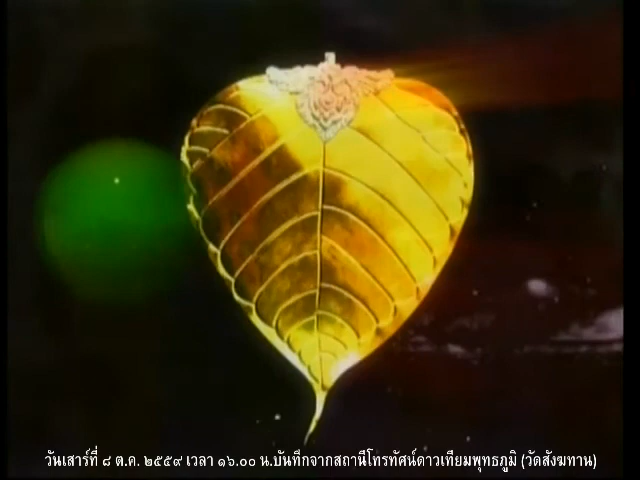 วันเสาร์ที่ ๘ ต.ค. ๒๕๕๙ เวลา ๑๖.๐๐ น.บันทึกจากสถานีโทรทัศน์ดาวเทียมพุทธภูมิ (วัดสังฆทาน)